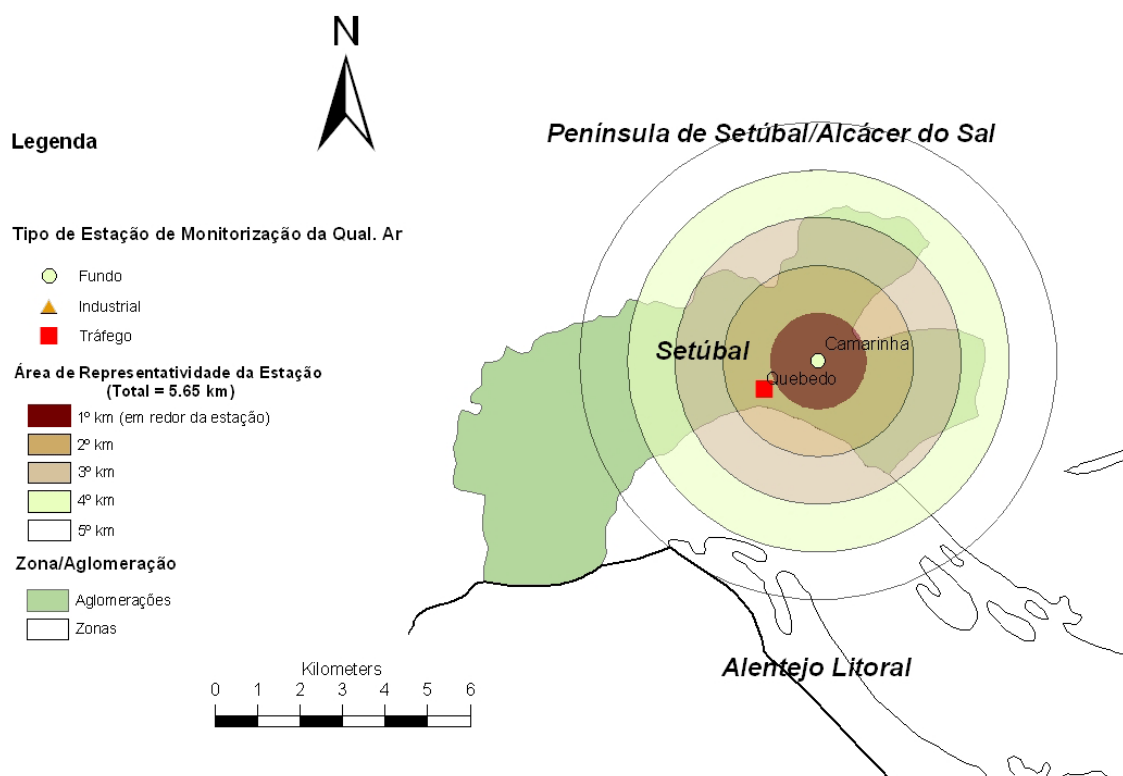 N
Legenda
Península de Setúbal/Alcácer do Sal
Tipo de Estação de Monitorização da Qual. Ar
Fundo
Industrial
Tráfego
Setúbal
Camarinha
Quebedo
Área de Representatividade da Estação
(Total = 5.65 km)
1º km (em redor da estação)
2º km
3º km
4º km
5º km
Zona/Aglomeração
Aglomerações
Zonas
Alentejo Litoral
Kilometers
0 1 2 3 4 5 6